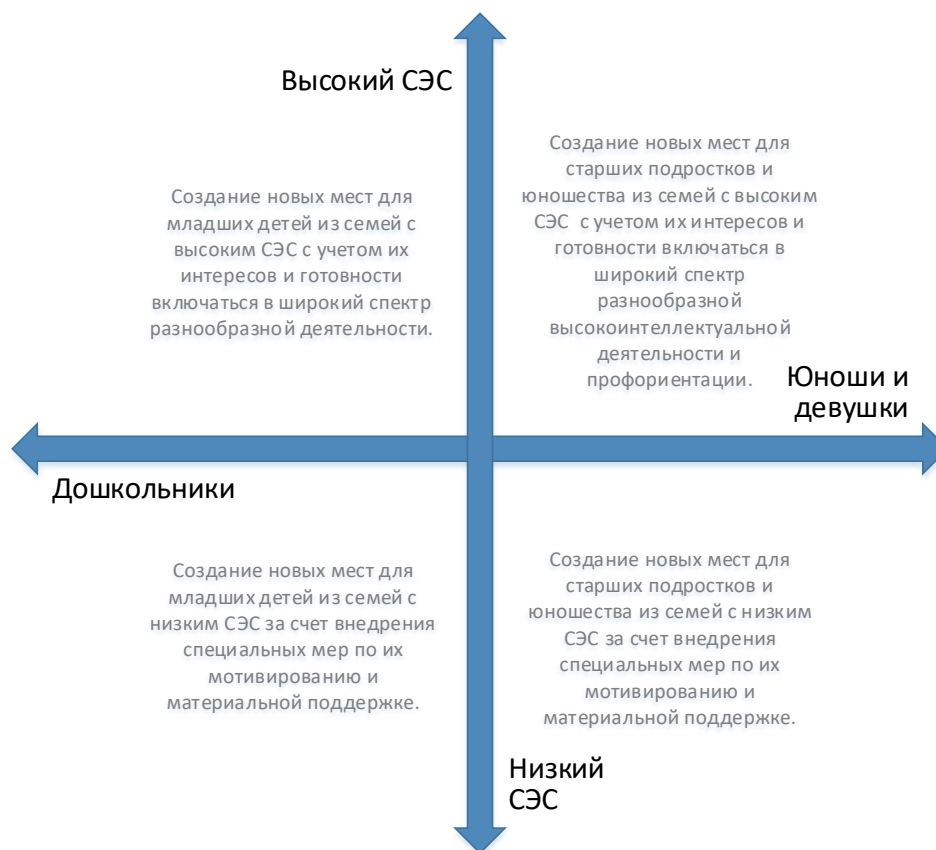 Высокий СЭС
Создание новых мест для
младших детей из семей с
высоким СЭС с учетом их
интересов и готовности
включаться в широкий спектр
разнообразной деятельности.
Создание новых мест для
старших подростков и
юношества из семей с высоким
СЭС с учетом их интересов и
готовности включаться в
широкий спектр
разнообразной
высокоинтеллектуальной
деятельности и
профориентации.
Юноши и
девушки
Дошкольники
Создание новых мест для
младших детей из семей с
низким СЭС за счет внедрения
специальных мер по их
мотивированию и
материальной поддержке.
Создание новых мест для
старших подростков и
юношества из семей с низким
СЭС за счет внедрения
специальных мер по их
мотивированию и
материальной поддержке.
Низкий
СЭС